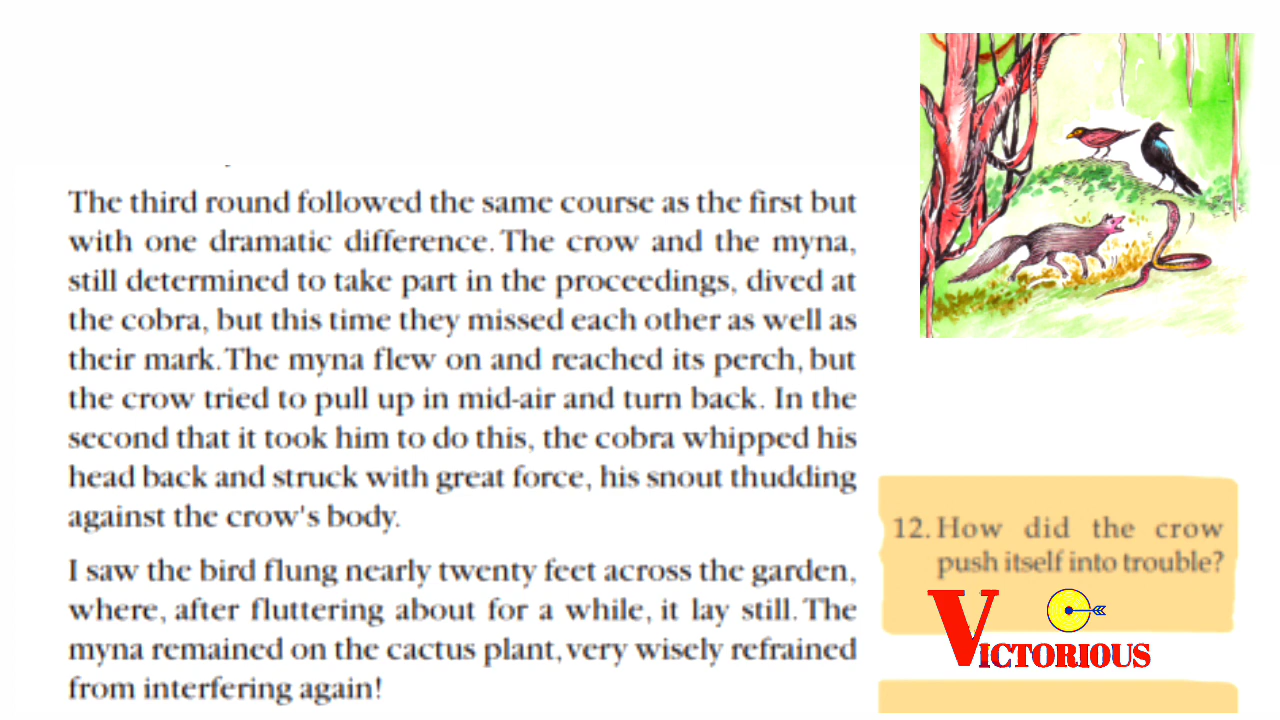 The third round followed the same course as the first but
with one dramatic difference. The crow and the myna,
still determined to take part in the proceedings, dived at
the cobra, but this time they missed each other as well as
their mark. The myna flew on and reached its perch, but
the crow tried to pull up in mid-air and turn back. In the
second that it took him to do this, the cobra whipped his
head back and struck with great force, his snout thudding
against the crow's body.
I saw the bird flung nearly twenty feet across the garden,
where, after fluttering about for a while, it lay still. The
myna remained on the cactus plant, very wisely refrained
from interfering again!
12. How did the crow
push itself into trouble?
VICTORIOUS